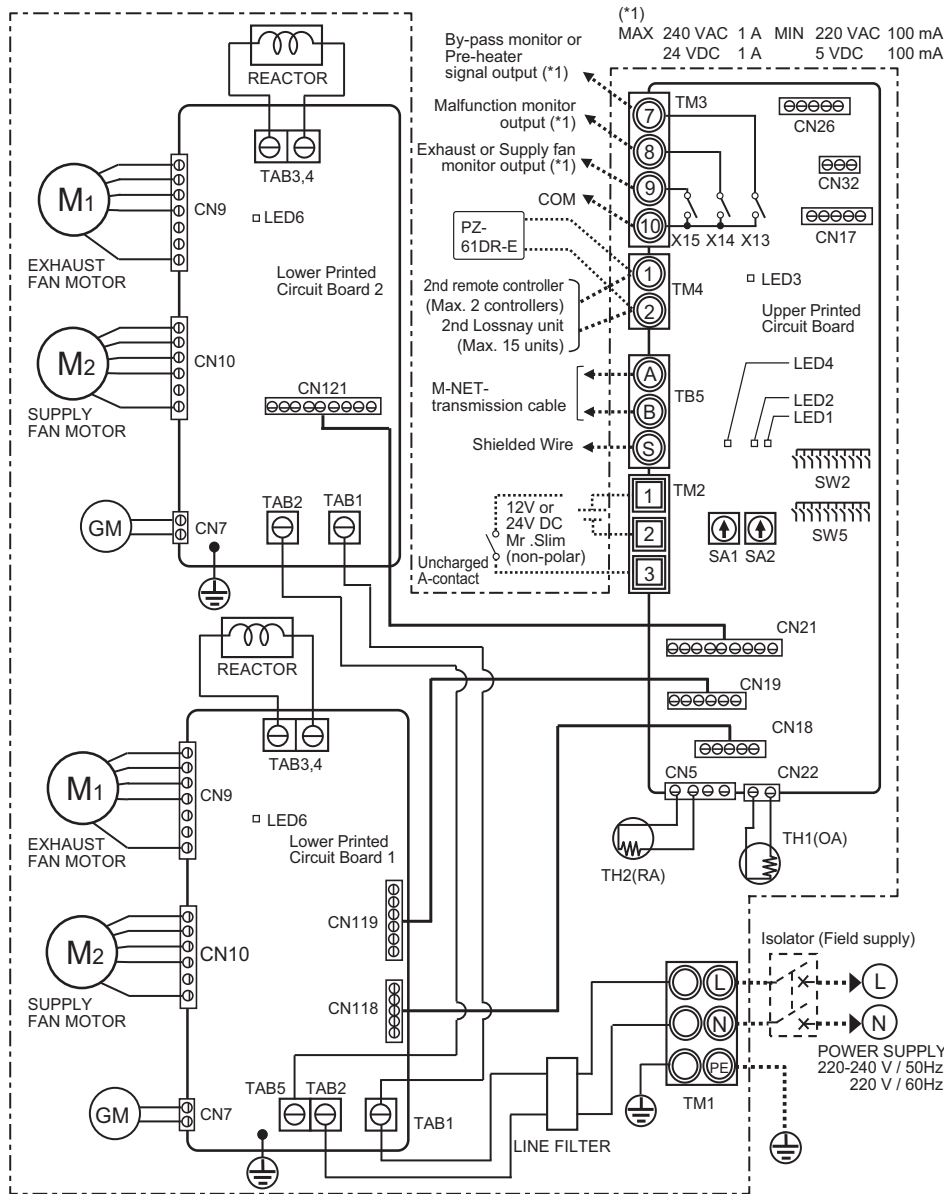 (*1)
MAX 240 VAC 1 A MIN 220 VAC 100 mA
24 VDC 1 A 5 VDC 100 mA
REACTOR
TAB3,4
M1
EXHAUST
FAN MOTOR
CN9
LED6
Lower Printed
Circuit Board 2
M2
SUPPLY
FAN MOTOR
CN10
CN121
GM
CN7
TAB2
TAB1
By-pass monitor or
Pre-heater
signal output (*1)
Malfunction monitor
output (*1)
Exhaust or Supply fan
monitor output (*1)
COM
PZ-
61DR-E
2nd remote controller
(Max. 2 controllers)
2nd Lossnay unit
(Max. 15 units)
M-NET-
transmission cable
Shielded Wire
12V or
24V DC
Mr .Slim
(non-polar)
Uncharged
A-contact
7
8
9
10
TM3
X15 X14 X13
1
2
TM4
A
B
S
TB5
1
2
3
TM2
CN26
CN32
CN17
LED3
Upper Printed
Circuit Board
LED4
LED2
LED1
SW2
SW5
SA1 SA2
CN21
CN19
CN18
CN5
CN22
TH2(RA)
TH1(OA)
REACTOR
TAB3,4
M1
EXHAUST
FAN MOTOR
CN9
LED6
Lower Printed
Circuit Board 1
M2
SUPPLY
FAN MOTOR
CN10
CN119
CN118
GM
CN7
TAB5
TAB2
TAB1
LINE FILTER
L
N
PE
TM1
Isolator (Field supply)
L
N
POWER SUPPLY
220-240 V / 50Hz
220 V / 60Hz